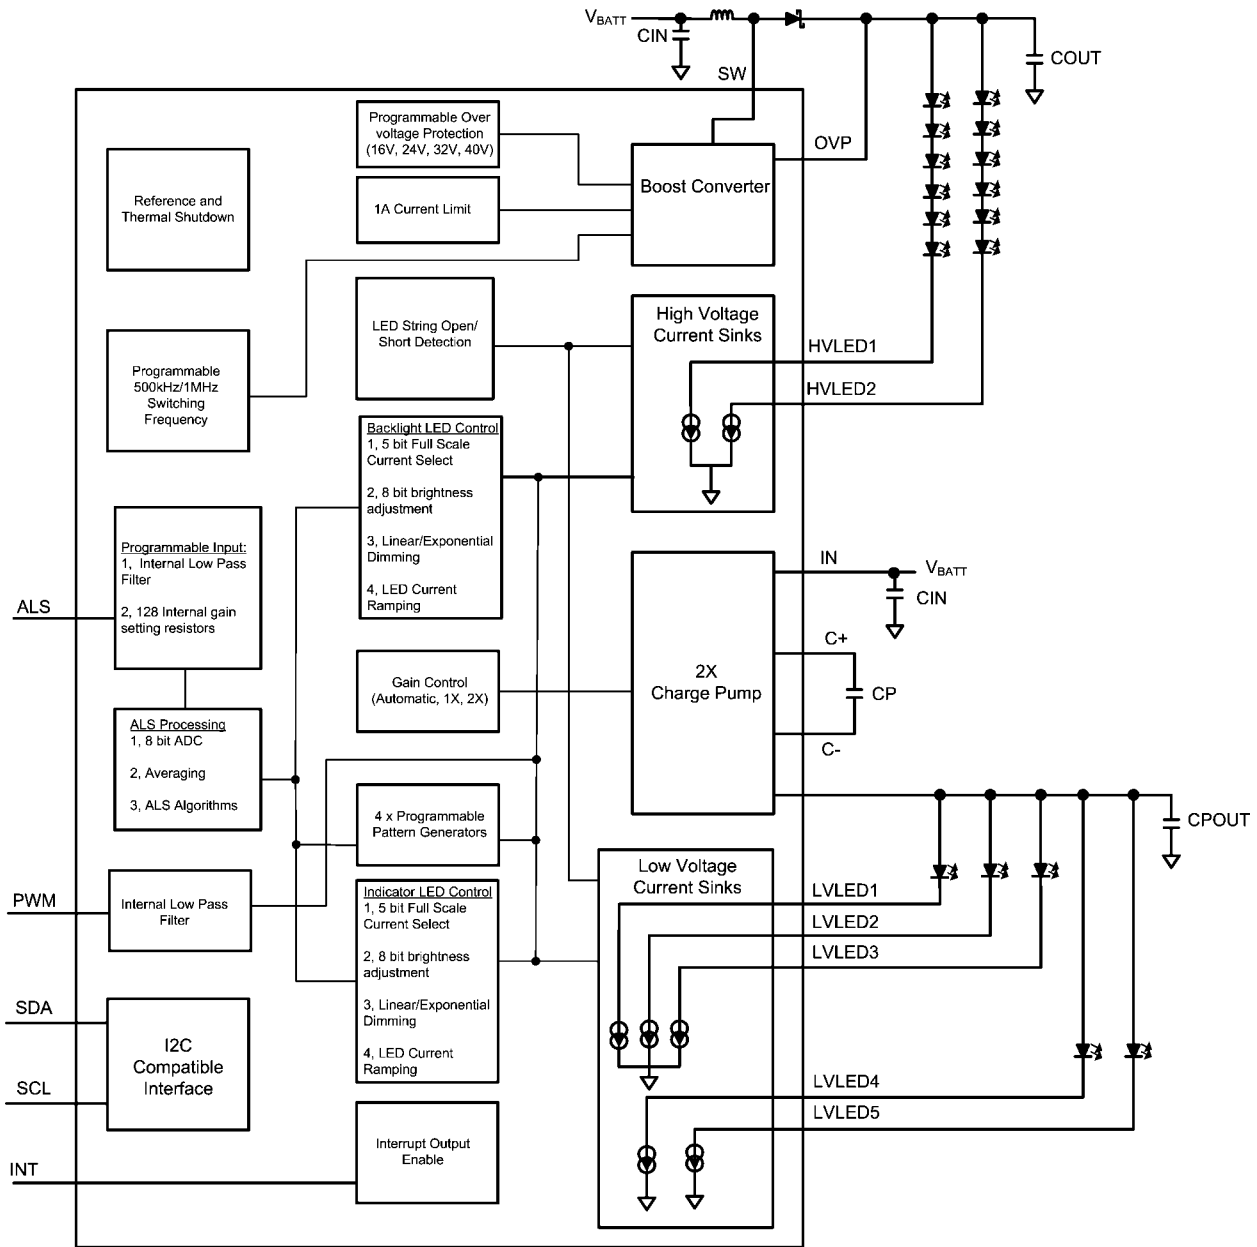 VBATT
CIN
SW
COUT
OVP
Programmable Over
voltage Protection
(16V, 24V, 32V, 40V)
Boost Converter
Reference and
Thermal Shutdown
1A Current Limit
LED String Open/
Short Detection
High Voltage
Current Sinks
HVLED1
HVLED2
Programmable
500kHz/1MHz
Switching
Frequency
Backlight LED Control
1, 5 bit Full Scale
Current Select
2, 8 bit brightness
adjustment
3, Linear/Exponential
Dimming
4, LED Current
Ramping
Programmable Input:
1, Internal Low Pass
Filter
2, 128 Internal gain
setting resistors
ALS
IN
VBATT
CIN
C+
CP
C-
2X
Charge Pump
Gain Control
(Automatic, 1X, 2X)
ALS Processing
1, 8 bit ADC
2, Averaging
3, ALS Algorithms
4 x Programmable
Pattern Generators
CPOUT
Low Voltage
Current Sinks
LVLED1
LVLED2
LVLED3
PWM
Internal Low Pass
Filter
Indicator LED Control
1, 5 bit Full Scale
Current Select
2, 8 bit brightness
adjustment
3, Linear/Exponential
Dimming
4, LED Current
Ramping
SDA
SCL
I2C
Compatible
Interface
LVLED4
LVLED5
INT
Interrupt Output
Enable